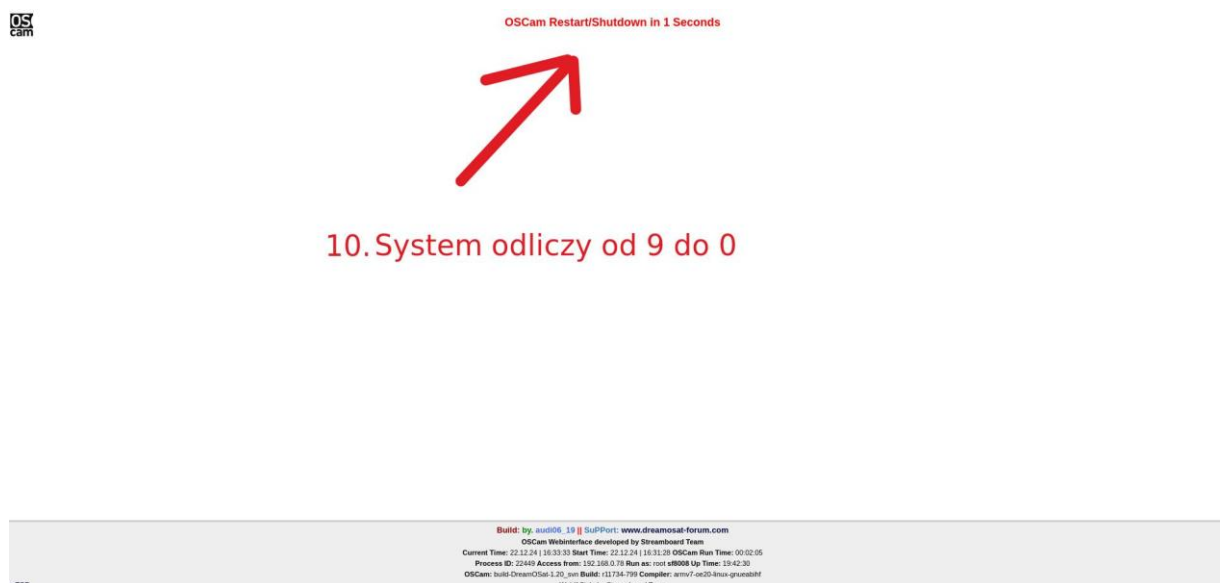 OS
cam
OSCam Restart/Shutdown in 1 Seconds
10. System odliczy od 9 do 0
Build: by. audi06_19 || SuPPort: www.dreamosat-forum.com
OSCam Webinterface developed by Streamboard Team
Current Time: 22.12.24 | 16:33:33 Start Time: 22.12.24 | 16:31:28 OSCam Run Time: 00:02:05
Process ID: 22449 Access from: 192.168.0.78 Run as: root sf8008 Up Time: 19:42:30
OSCam: build-DreamOSat-1.20_svn Build: r11734-799 Compiler: armv7-oe20-linux-gnueabihf